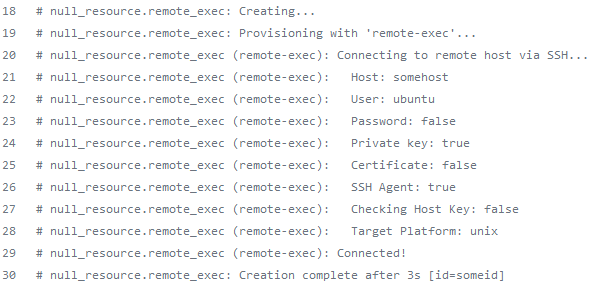 18 # null_resource.remote_exec: Creating...
19 # null_resource.remote_exec: Provisioning with 'remote-exec'...
20 # null_resource.remote_exec (remote-exec): Connecting to remote host via SSH...
21 # null_resource.remote_exec (remote-exec):   Host: somehost
22 # null_resource.remote_exec (remote-exec):   User: ubuntu
23 # null_resource.remote_exec (remote-exec):   Password: false
24 # null_resource.remote_exec (remote-exec):   Private key: true
25 # null_resource.remote_exec (remote-exec):   Certificate: false
26 # null_resource.remote_exec (remote-exec):   SSH Agent: true
27 # null_resource.remote_exec (remote-exec):   Checking Host Key: false
28 # null_resource.remote_exec (remote-exec):   Target Platform: unix
29 # null_resource.remote_exec (remote-exec): Connected!
30 # null_resource.remote_exec: Creation complete after 3s [id=someid]